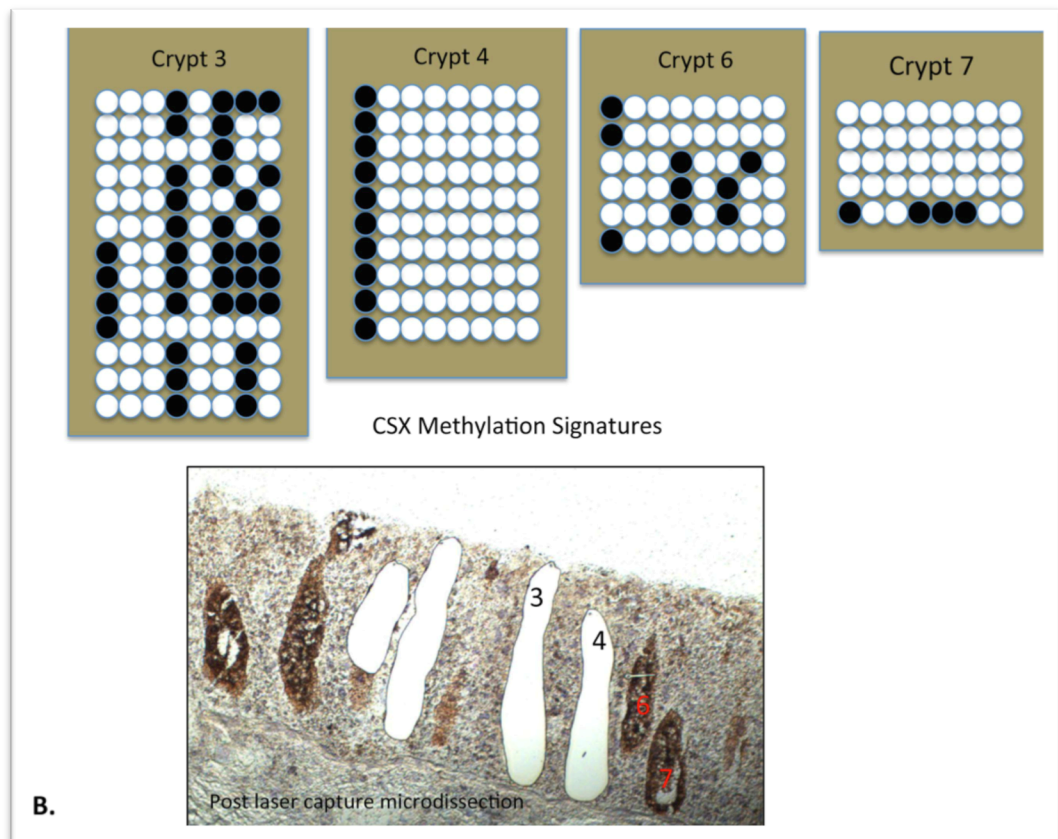 Crypt 3
Crypt 4
Crypt 6
Crypt 7
CSX Methylation Signatures
3
4
6
7
Post laser capture microdissection
B.